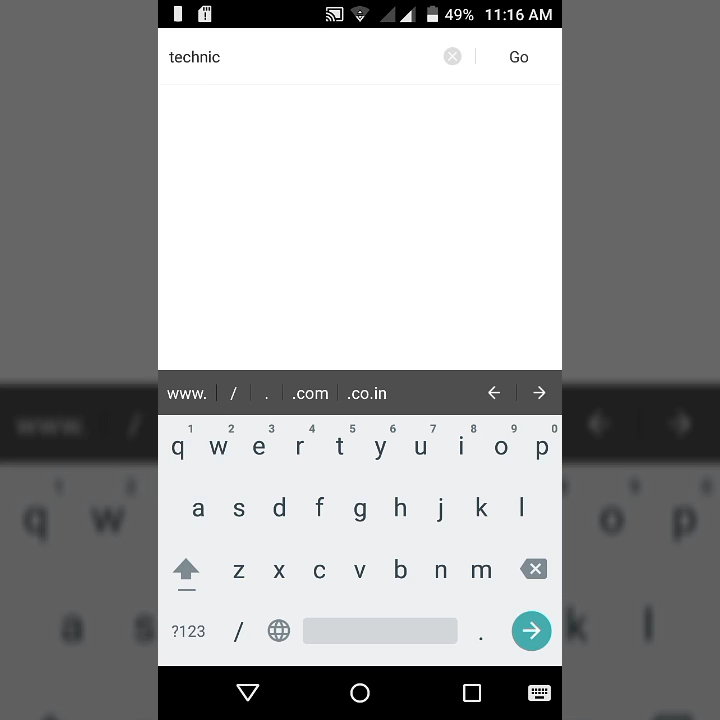 49% 11:16 AM
technic Go
www. / . .com .co.in
1 2 3 4 5 6 7 8 9 0
q w e r t y u i o p
a s d f g h j k l
z x c v b n m
?123 / .